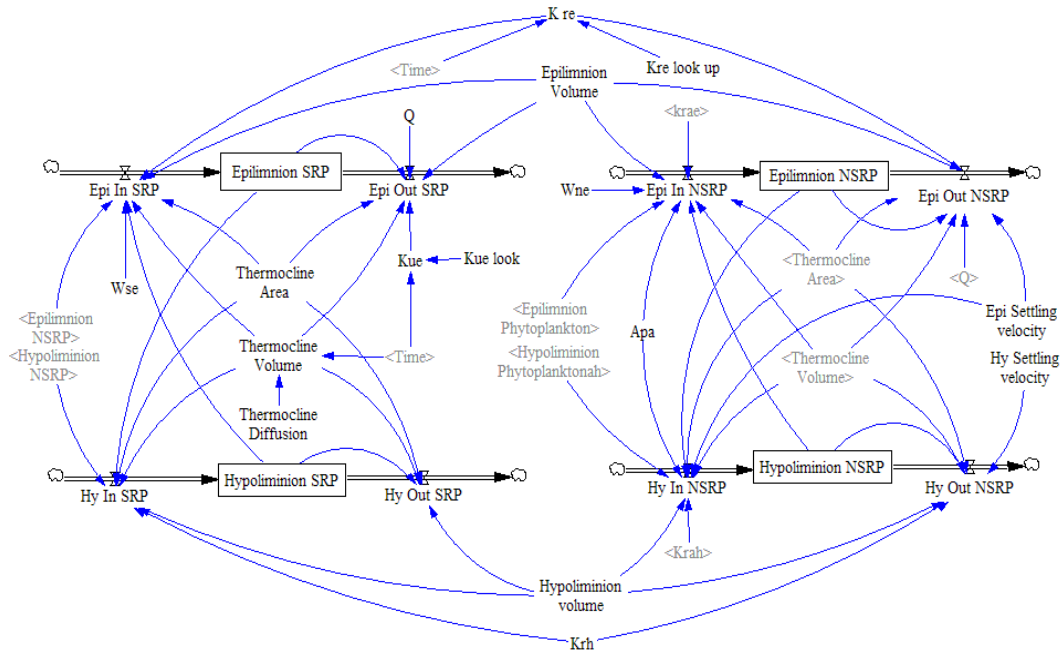 K re
<Time>
Kre look up
Epilimnion
Volume
Q
<krae>
Epilimnion SRP
Epilimnion NSRP
Epi In SRP
Epi Out SRP
Wne
Epi In NSRP
Epi Out NSRP
Wse
Thermocline
Area
Kue
Kue look
<Thermocline
Area>
<Q>
<Epilimnion
NSRP>
<Hypoliminion
NSRP>
<Epilimnion
Phytoplankton>
<Hypoliminion
Phytoplanktonah>
Apa
Epi Settling
velocity
Thermocline
Volume
<Time>
<Thermocline
Volume>
Hy Settling
velocity
Thermocline
Diffusion
Hypoliminion SRP
Hypoliminion NSRP
Hy In SRP
Hy Out SRP
Hy In NSRP
Hy Out NSRP
<Krah>
Hypoliminion
volume
Krh